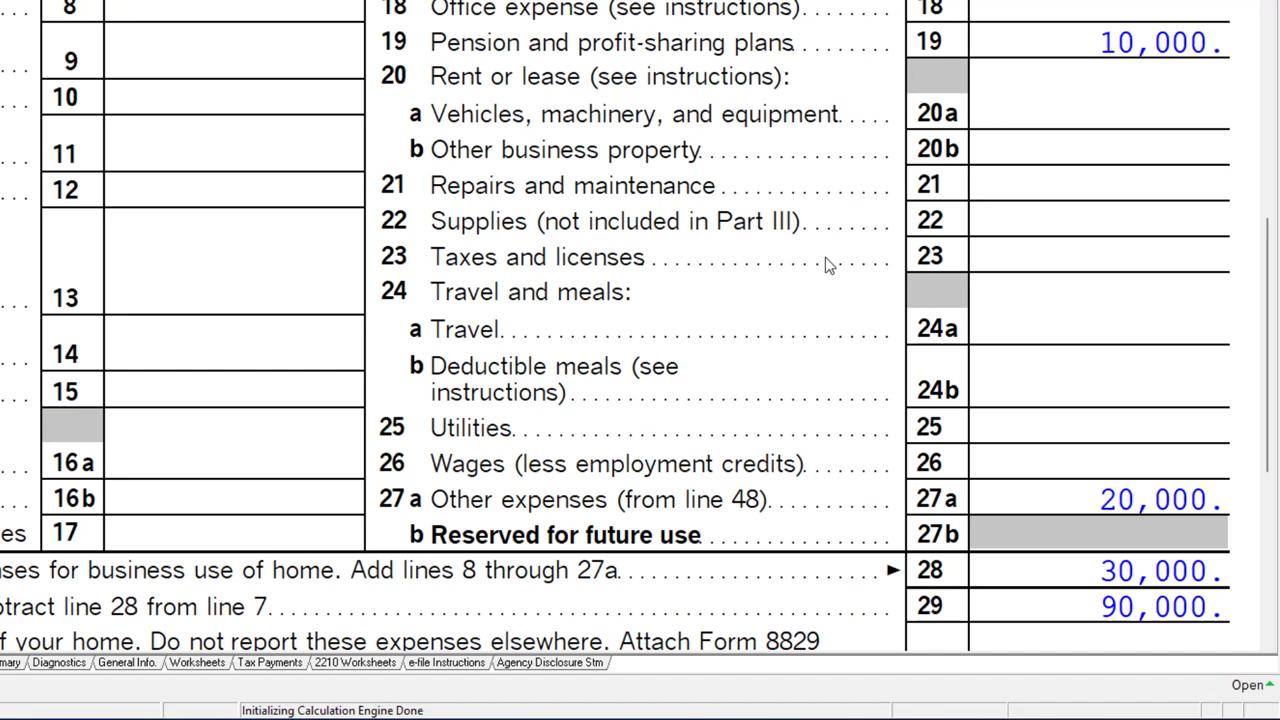 8 18 Office expense (see instructions) 18
19 Pension and profit-sharing plans 19 10,000.
9 20 Rent or lease (see instructions):
10 a Vehicles, machinery, and equipment 20a
11 b Other business property 20b
12 21 Repairs and maintenance 21
22 Supplies (not included in Part III) 22
23 Taxes and licenses 23
13 24 Travel and meals:
a Travel 24a
14 b Deductible meals (see
15 instructions) 24b
25 Utilities 25
16a 26 Wages (less employment credits) 26
16b 27a Other expenses (from line 48) 27a 20,000.
es 17 b Reserved for future use 27b
nses for business use of home. Add lines 8 through 27a ► 28 30,000.
btract line 28 from line 7 29 90,000.
f your home. Do not report these expenses elsewhere. Attach Form 8829
mary Diagnostics General Info. Worksheets Tax Payments 2210 Worksheets e-file Instructions Agency Disclosure Stm
Open
Initializing Calculation Engine Done